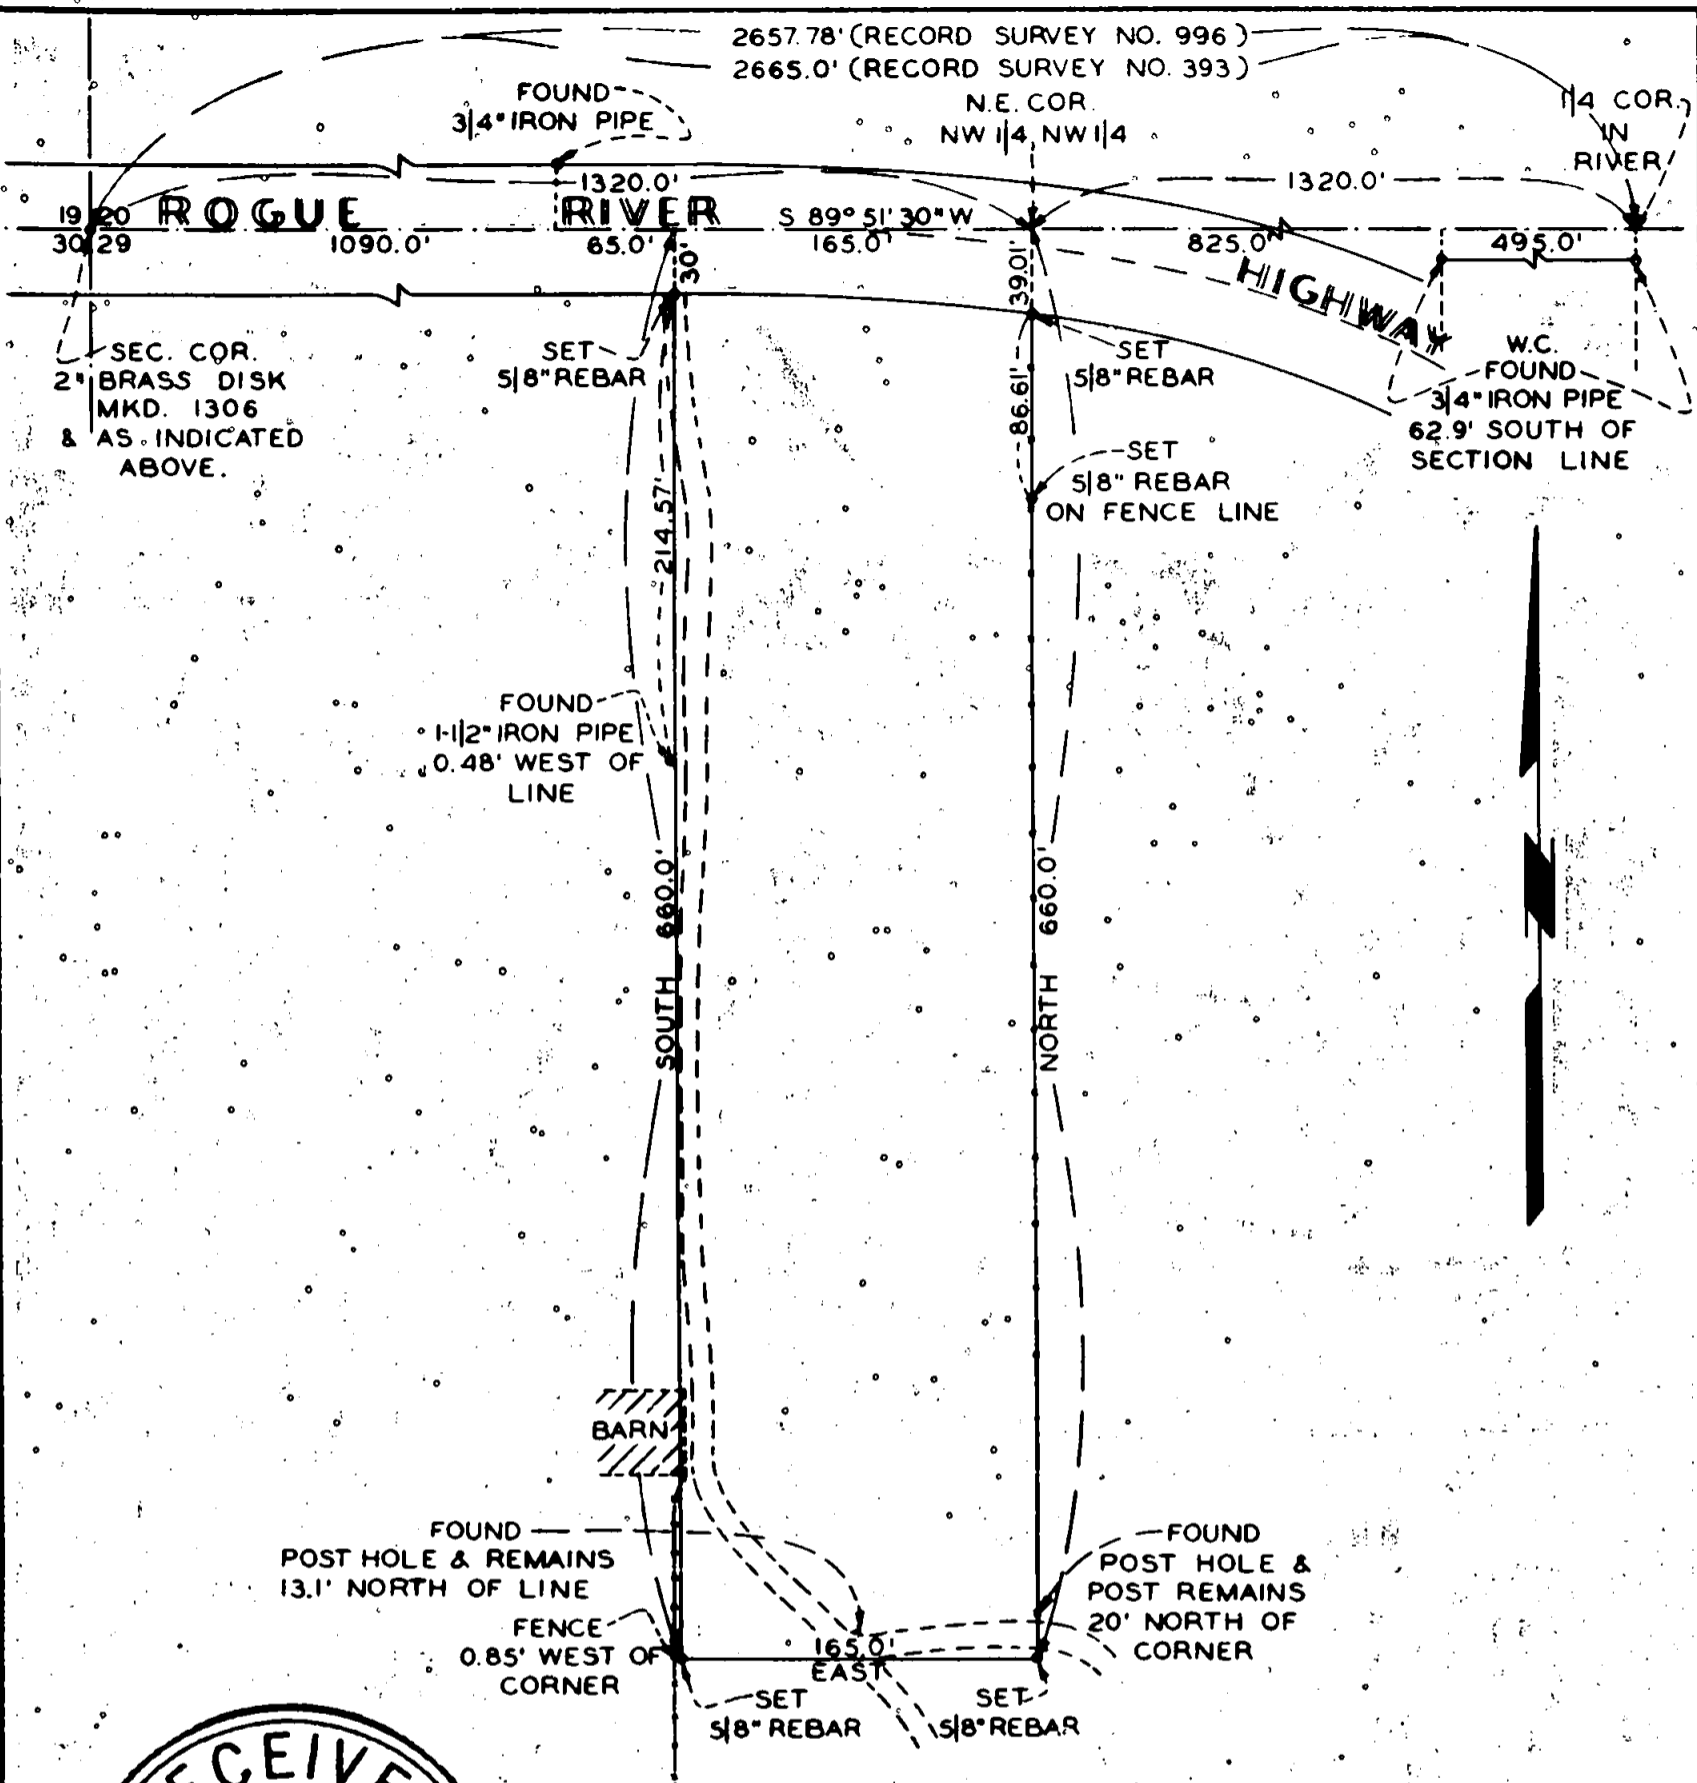 2657.78' (RECORD SURVEY NO. 996)
2665.0' (RECORD SURVEY NO. 393)
FOUND
3/4" IRON PIPE
N.E. COR.
NW 1/4, NW 1/4
1/4 COR.
IN
RIVER
1320.0'
1320.0'
19 20
ROGUE RIVER
S 89° 51' 30" W
30 29
1090.0'
65.0'
165.0'
825.0'
495.0'
30'
39.01'
HIGHWAY
SEC. COR.
2" BRASS DISK
MKD. 1306
& AS INDICATED
ABOVE.
SET
5/8" REBAR
SET
5/8" REBAR
W.C.
FOUND
3/4" IRON PIPE
62.9' SOUTH OF
SECTION LINE
86.61'
214.57'
SET
5/8" REBAR
ON FENCE LINE
FOUND
1-1/2" IRON PIPE
0.48' WEST OF
LINE
SOUTH 660.0'
NORTH 660.0'
BARN
FOUND
POST HOLE & REMAINS
13.1' NORTH OF LINE
FOUND
POST HOLE &
POST REMAINS
20' NORTH OF
CORNER
FENCE
0.85' WEST OF
CORNER
165.0'
EAST
SET
5/8" REBAR
SET
5/8" REBAR